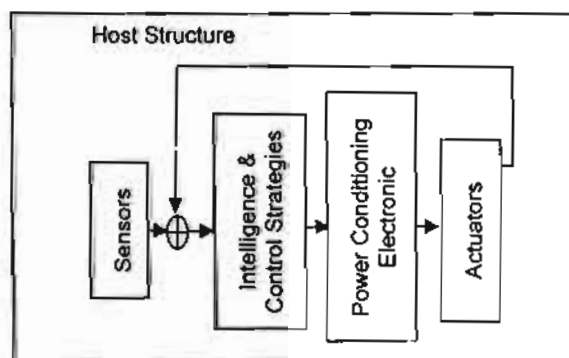 Host Structure
Sensors
Intelligence &
Control Strategies
Power Conditioning
Electronic
Actuators